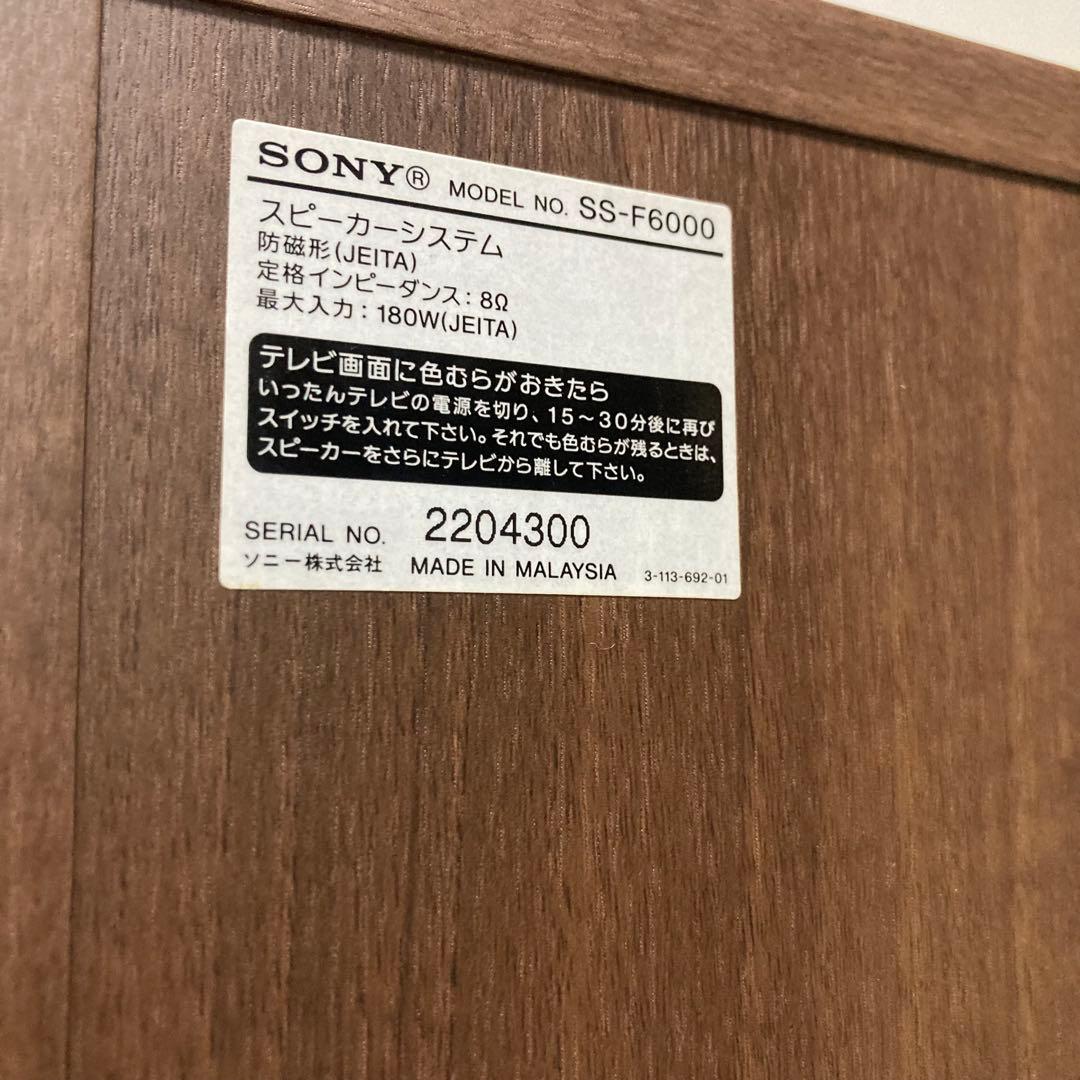 SONY® MODEL NO. SS-F6000
スピーカーシステム
防磁形(JEITA)
定格インピーダンス：8Ω
最大入力：180W(JEITA)
テレビ画面に色むらがおきたら
いったんテレビの電源を切り、15～30分後に再び
スイッチを入れて下さい。それでも色むらが残るときは、
スピーカーをさらにテレビから離して下さい。
SERIAL NO. 2204300
ソニー株式会社 MADE IN MALAYSIA 3-113-692-01